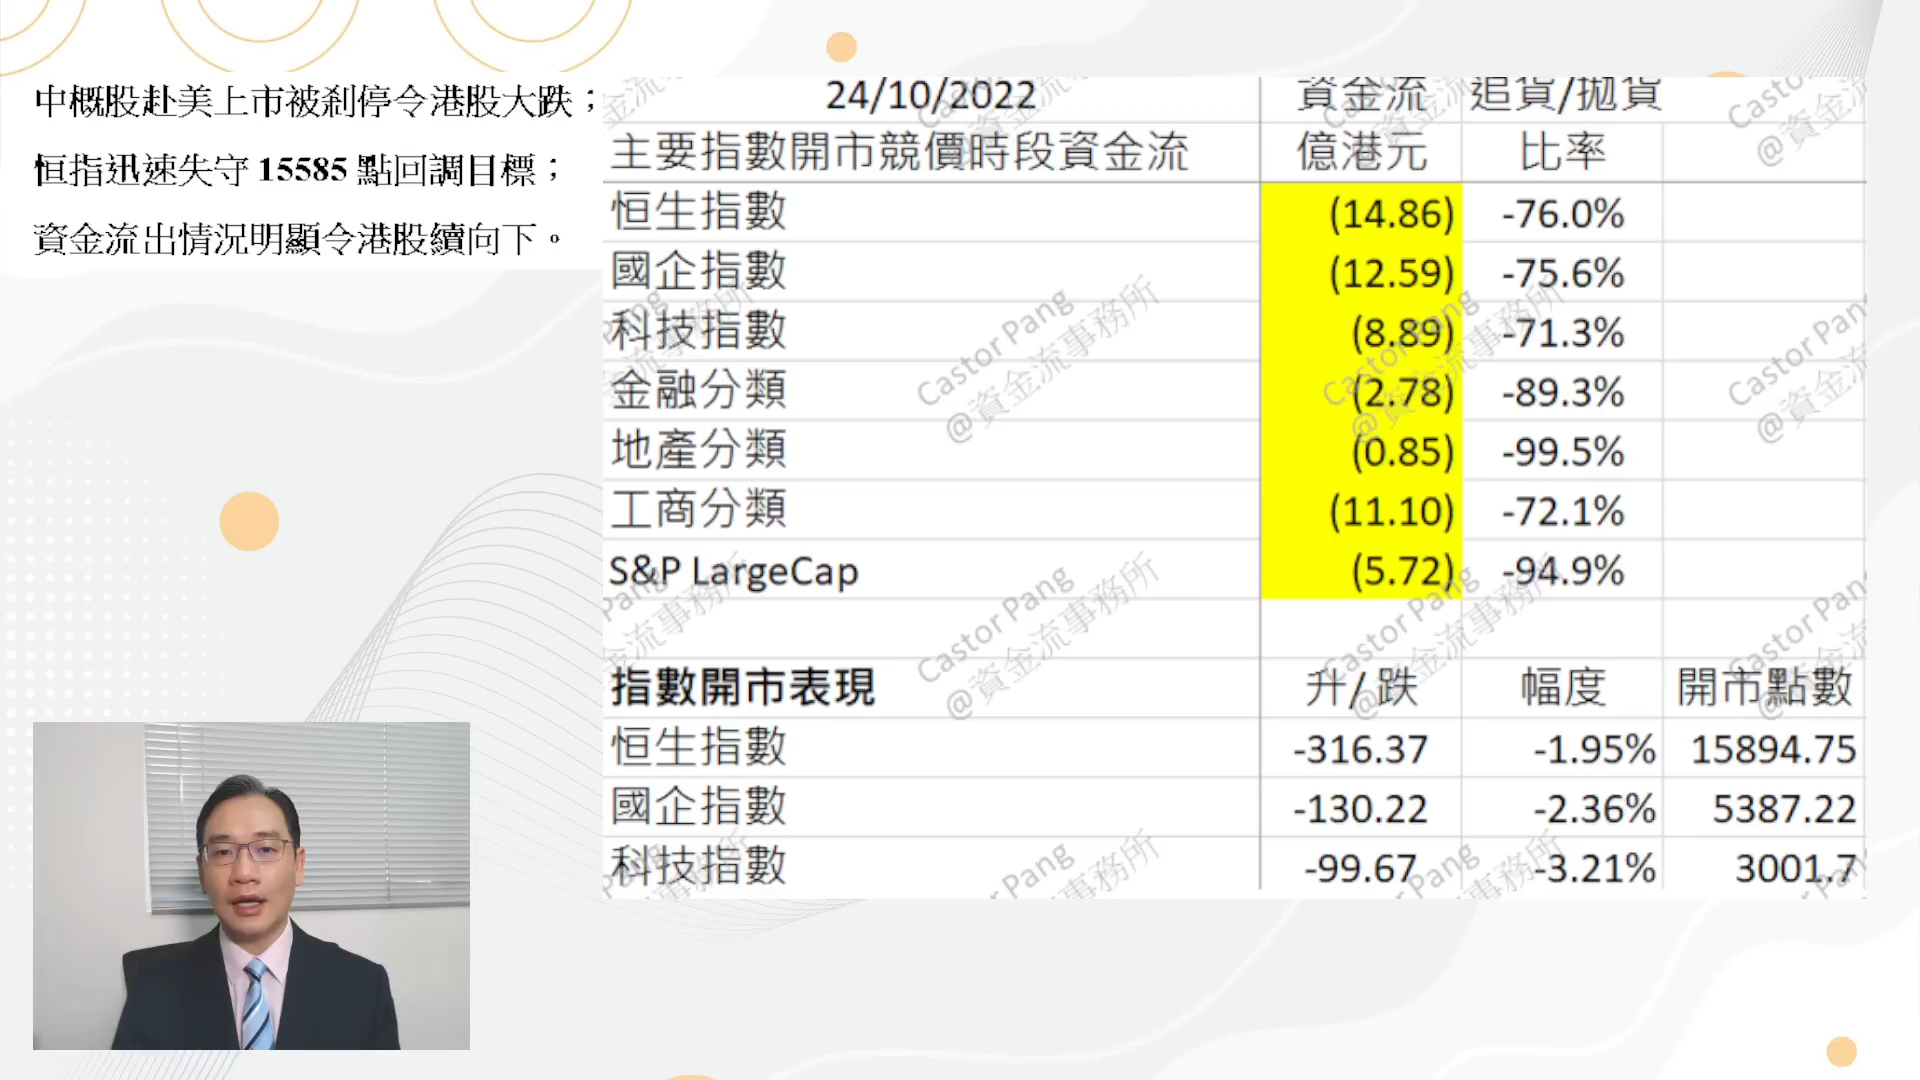 中概股赴美上市被剎停令港股大跌；
恒指迅速失守 15585 點回調目標；
資金流出情況明顯令港股續向下。
24/10/2022 資金流 追貨/拋貨
主要指數開市競價時段資金流 億港元 比率
恒生指數 (14.86) -76.0%
國企指數 (12.59) -75.6%
科技指數 (8.89) -71.3%
金融分類 (2.78) -89.3%
地產分類 (0.85) -99.5%
工商分類 (11.10) -72.1%
S&P LargeCap (5.72) -94.9%
指數開市表現 升/跌 幅度 開市點數
恒生指數 -316.37 -1.95% 15894.75
國企指數 -130.22 -2.36% 5387.22
科技指數 -99.67 -3.21% 3001.7
Castor Pang
@資金流事務所